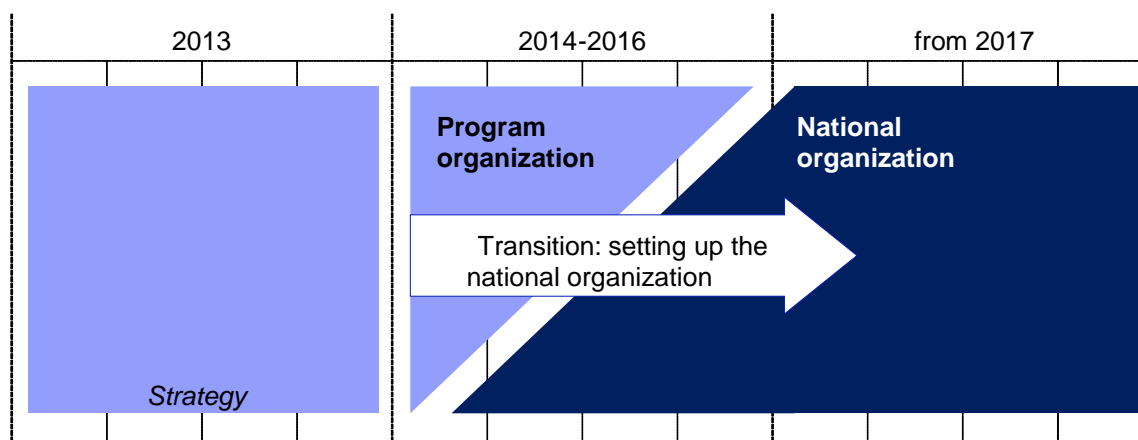 2013
2014-2016
from 2017
Program
organization
National
organization
Transition: setting up the
national organization
Strategy